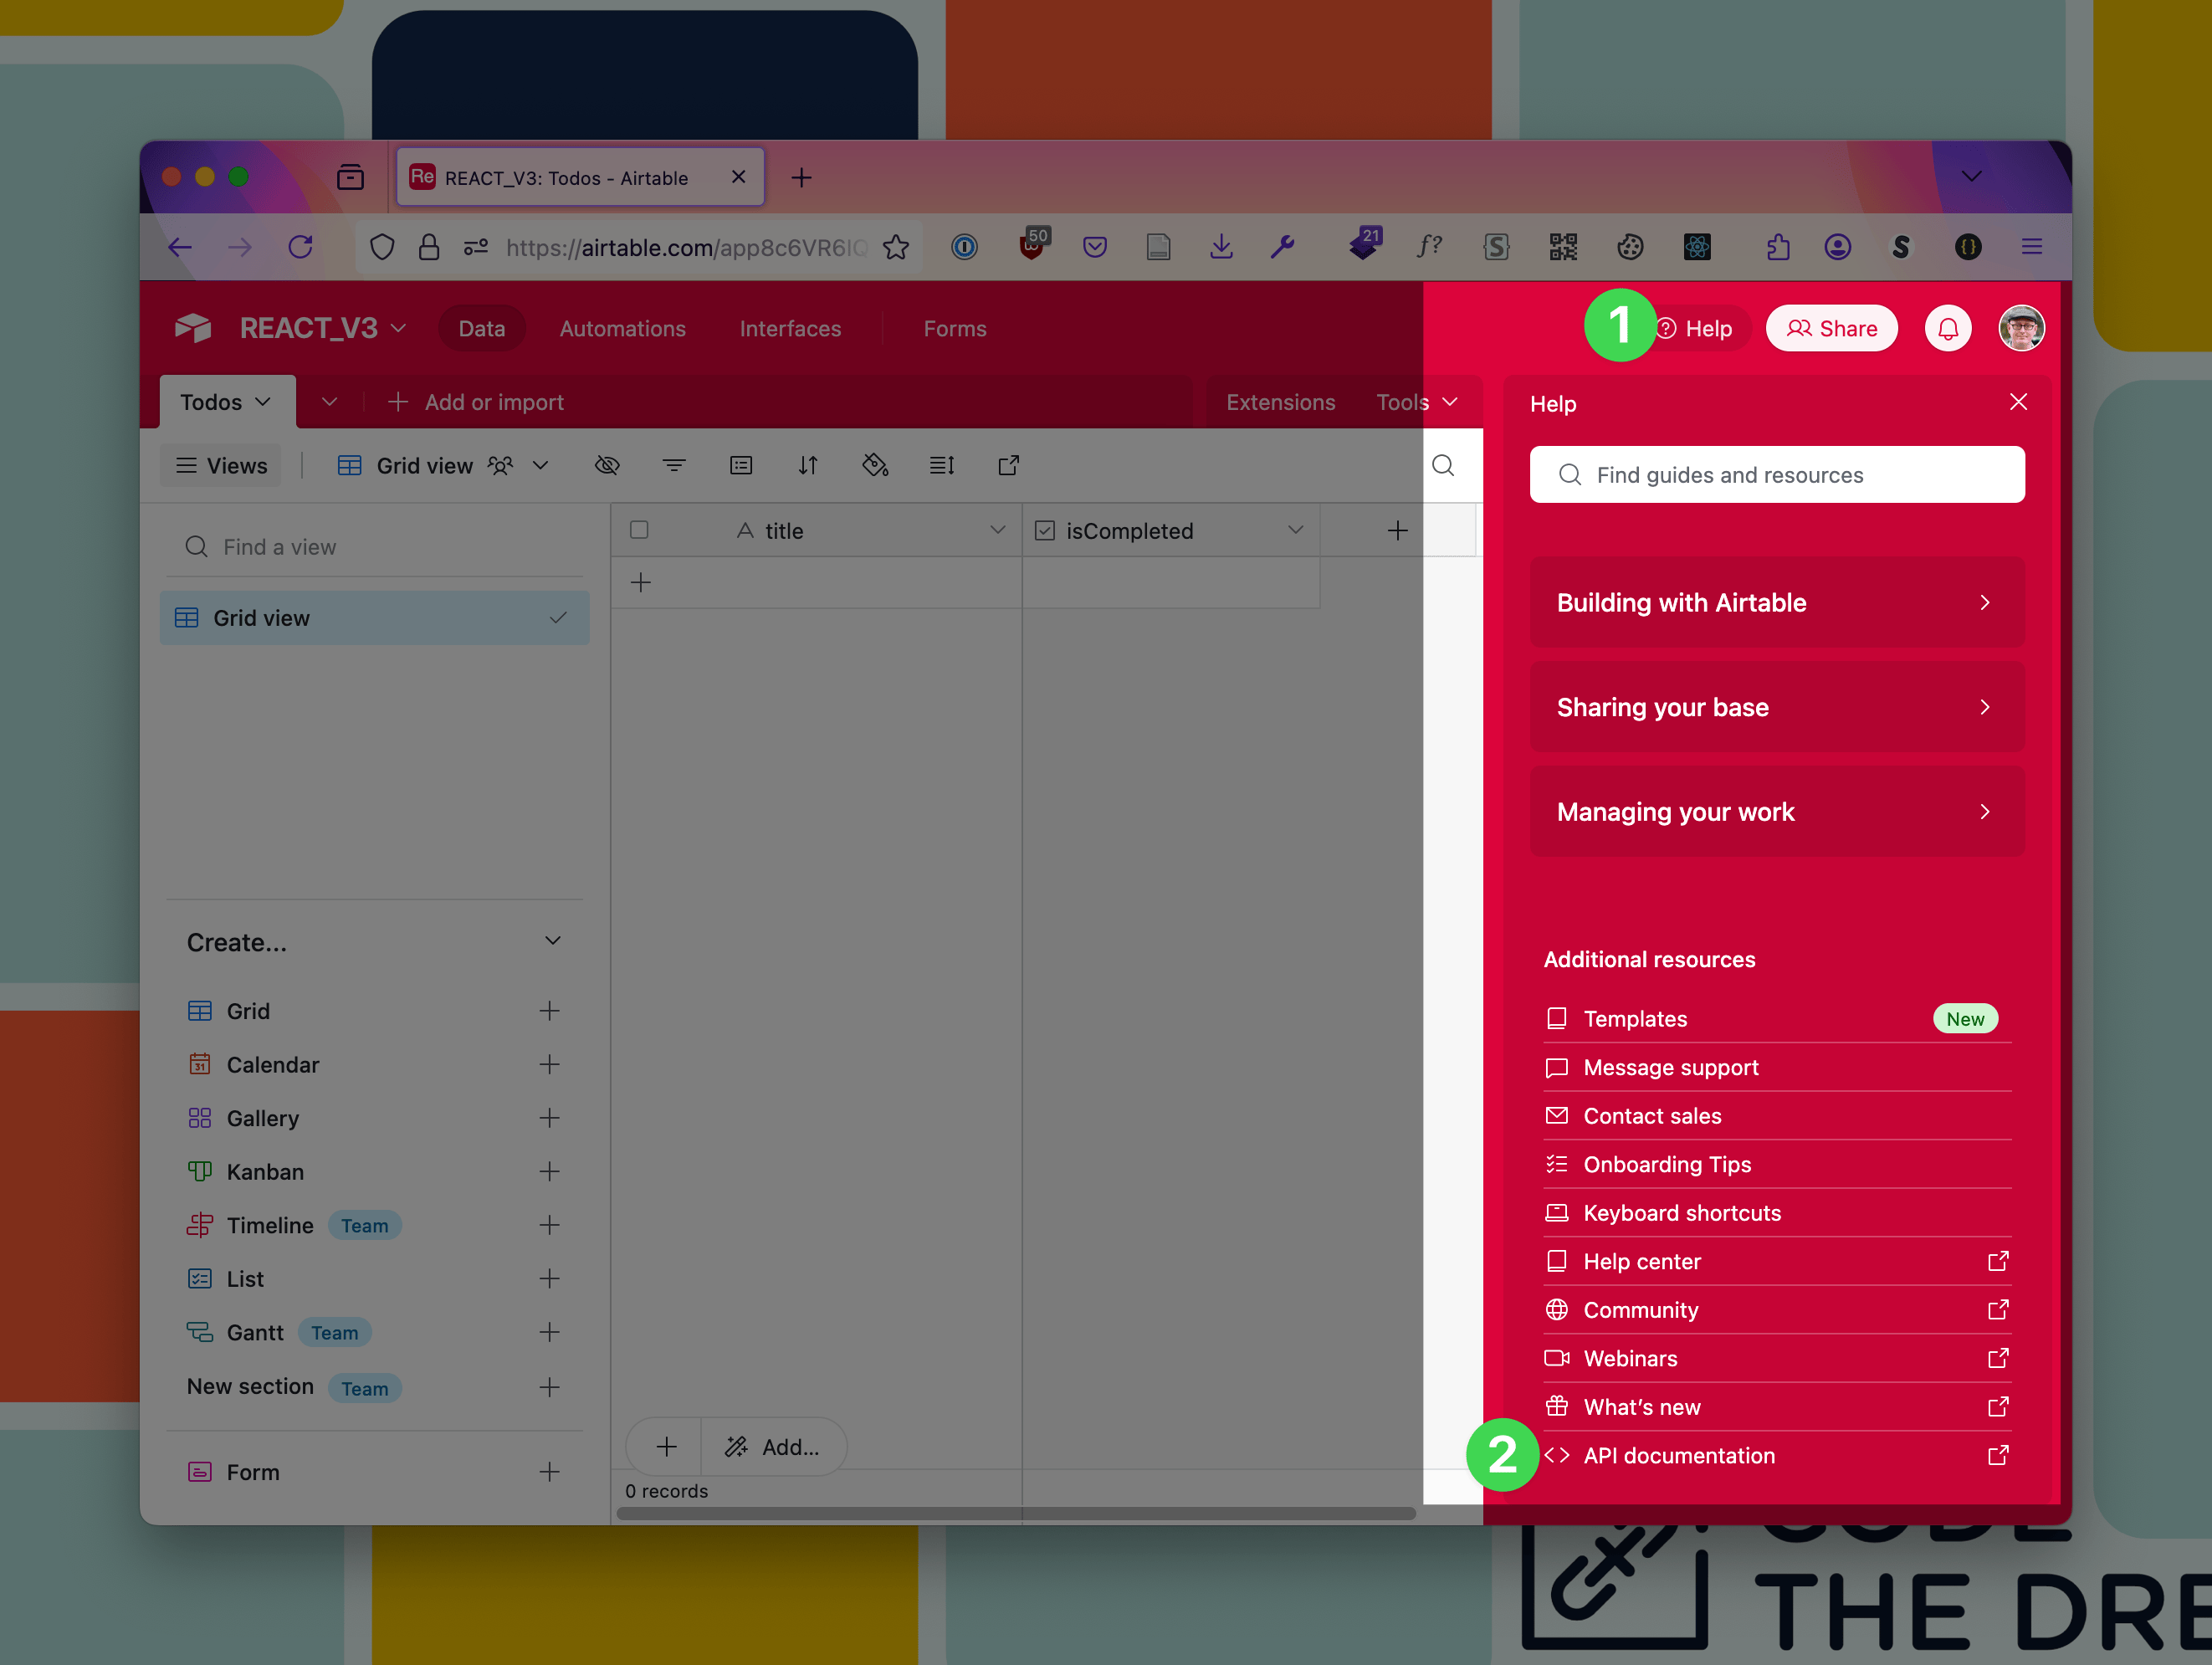 Re REACT_V3: Todos - Airtable
https://airtable.com/app8c6VR6lQ
50
21
f?
S
S
{}
REACT_V3
Data
Automations
Interfaces
Forms
1
Help
Share
Todos
Add or import
Extensions
Tools
Help
Views
Grid view
Find guides and resources
Find a view
title
isCompleted
Grid view
Building with Airtable
Sharing your base
Managing your work
Create...
Additional resources
Grid
Templates
New
31
Calendar
Message support
Gallery
Contact sales
Kanban
Onboarding Tips
Timeline
Team
Keyboard shortcuts
List
Help center
Gantt
Team
Community
New section
Team
Webinars
What's new
Add...
2
<> API documentation
Form
0 records
CODE
THE DRE